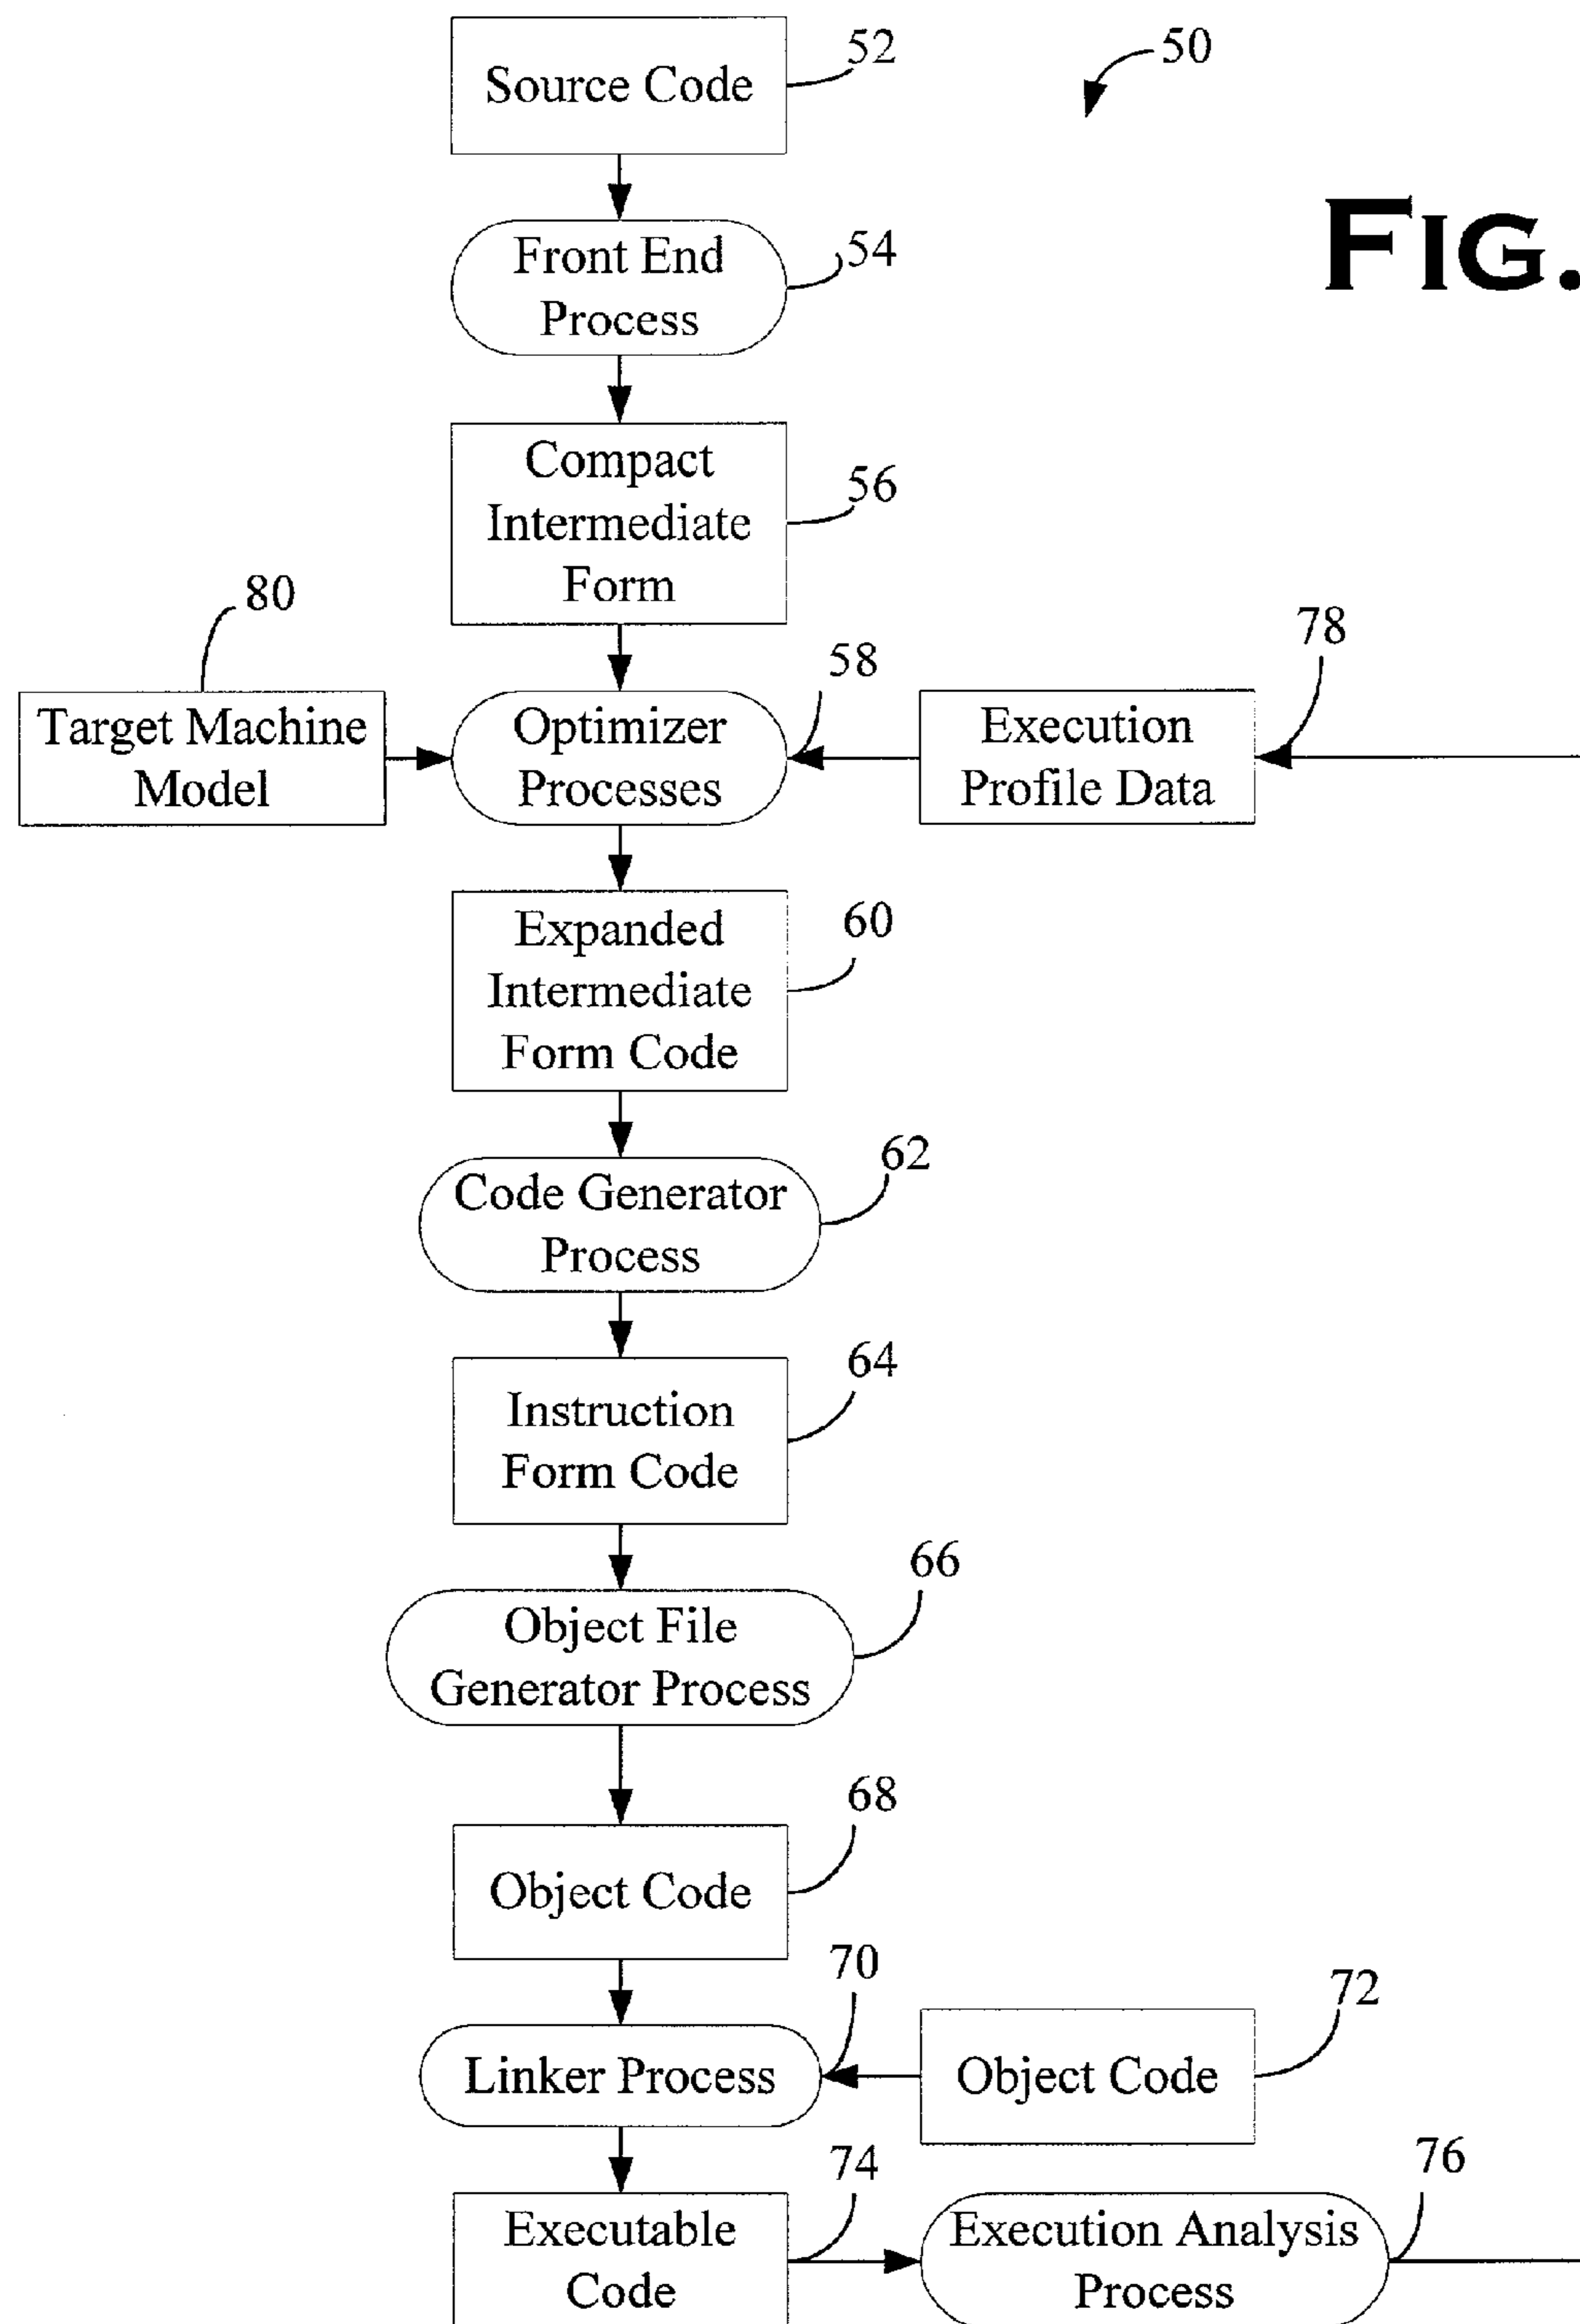 Source Code
52
50
FIG.
Front End
Process
54
Compact
Intermediate
Form
56
80
Target Machine
Model
58
Optimizer
Processes
78
Execution
Profile Data
Expanded
Intermediate
Form Code
60
Code Generator
Process
62
Instruction
Form Code
64
Object File
Generator Process
66
Object Code
68
70
Linker Process
72
Object Code
74
Executable
Code
76
Execution Analysis
Process